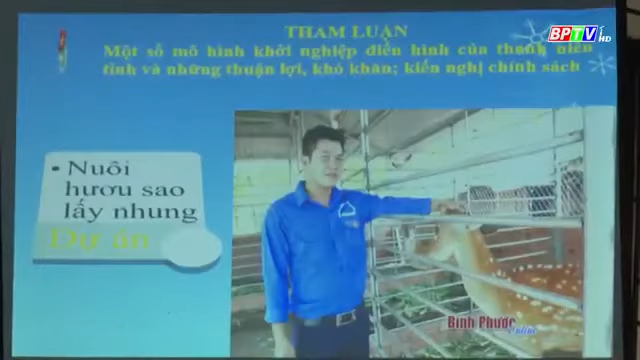 BPTV HD
THAM LUẬN
Một số mô hình khởi nghiệp điển hình của thanh niên
tỉnh và những thuận lợi, khó khăn; kiến nghị chính sách
• Nuôi
hươu sao
lấy nhung
Dự án
Bình Phước
Online